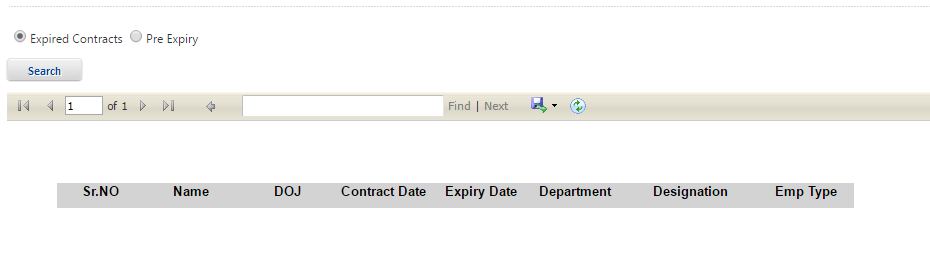 Expired Contracts Pre Expiry
Search
1 of 1 Find | Next
Sr.NO Name DOJ Contract Date Expiry Date Department Designation Emp Type